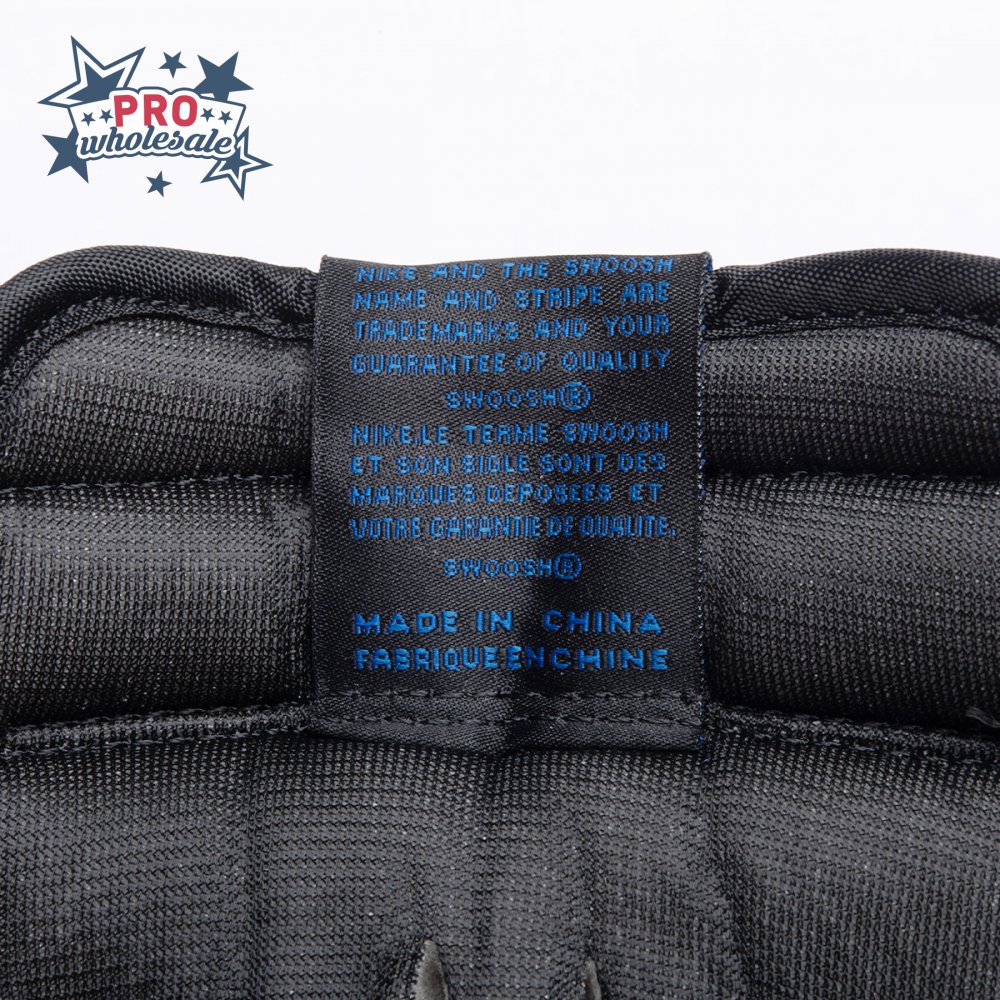 PRO
wholesale
NIKE AND THE SWOOSH
NAME AND STRIPE ARE
TRADEMARKS AND YOUR
GUARANTEE OF QUALITY
SWOOSH®
NIKE,LE TERME SWOOSH
ET SON SIGLE SONT DES
MARQUES DEPOSEES ET
VOTRE GARANTIE DE QUALITE.
SWOOSH®
MADE IN CHINA
FABRIQUE EN CHINE